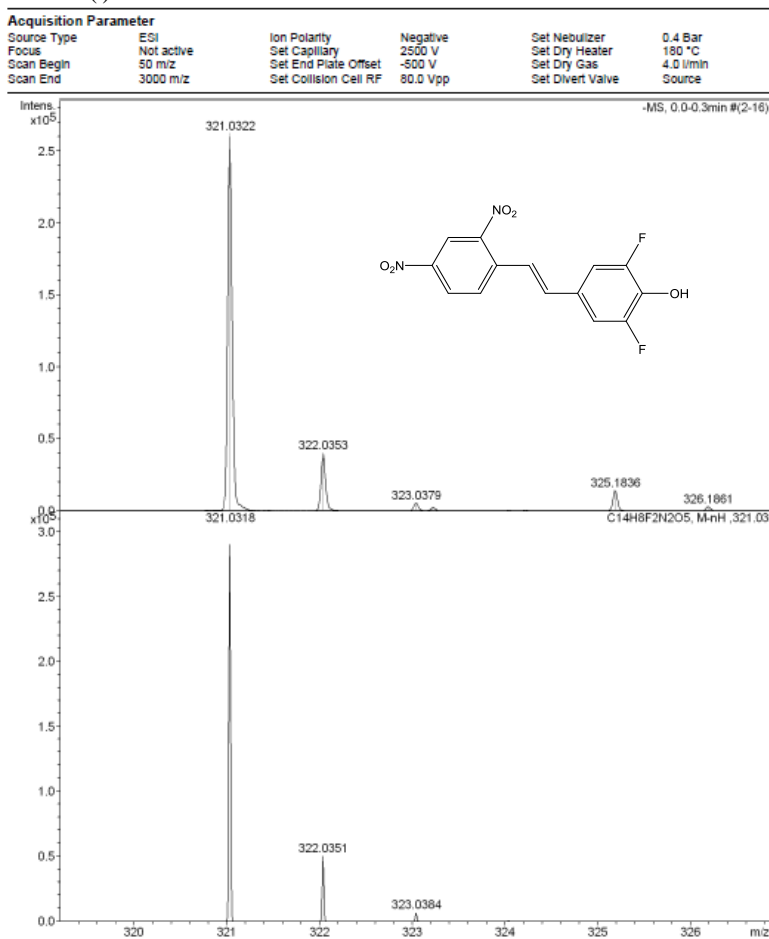 Acquisition Parameter
Source Type ESI Ion Polarity Negative Set Nebulizer 0.4 Bar
Focus Not active Set Capillary 2500 V Set Dry Heater 180 °C
Scan Begin 50 m/z Set End Plate Offset -500 V Set Dry Gas 4.0 l/min
Scan End 3000 m/z Set Collision Cell RF 80.0 Vpp Set Divert Valve Source
Intens.
x10⁵
-MS, 0.0-0.3min #(2-16)
321.0322
2.5
2.0
NO₂
F
O₂N
OH
1.5
F
1.0
0.5
322.0353
323.0379
325.1836
326.1861
0.0
x10⁵
321.0318
C14H8F2N2O5, M-nH ,321.03
3.0
2.5
2.0
1.5
1.0
0.5
322.0351
323.0384
0.0
320 321 322 323 324 325 326 m/z